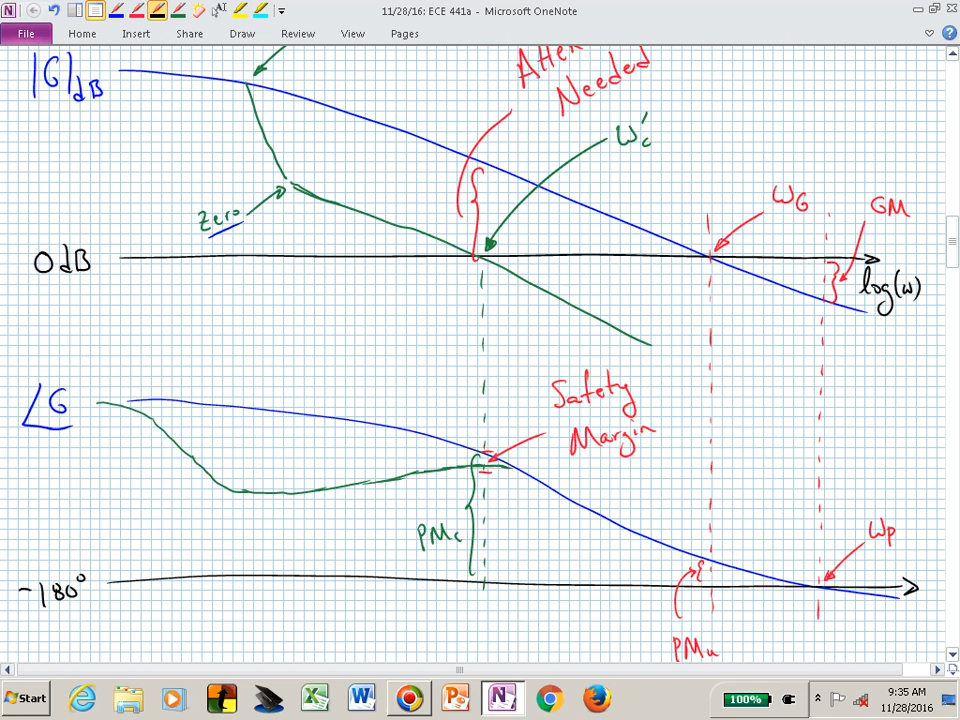 11/28/16: ECE 441a - Microsoft OneNote
File Home Insert Share Draw Review View Pages
|G|dB
Needed
ωc'
ωG
GM
Zero
0dB
log(ω)
∠G
Safety
Margin
PMc
ωp
-180°
PMu
Start
100%
9:35 AM
11/28/2016